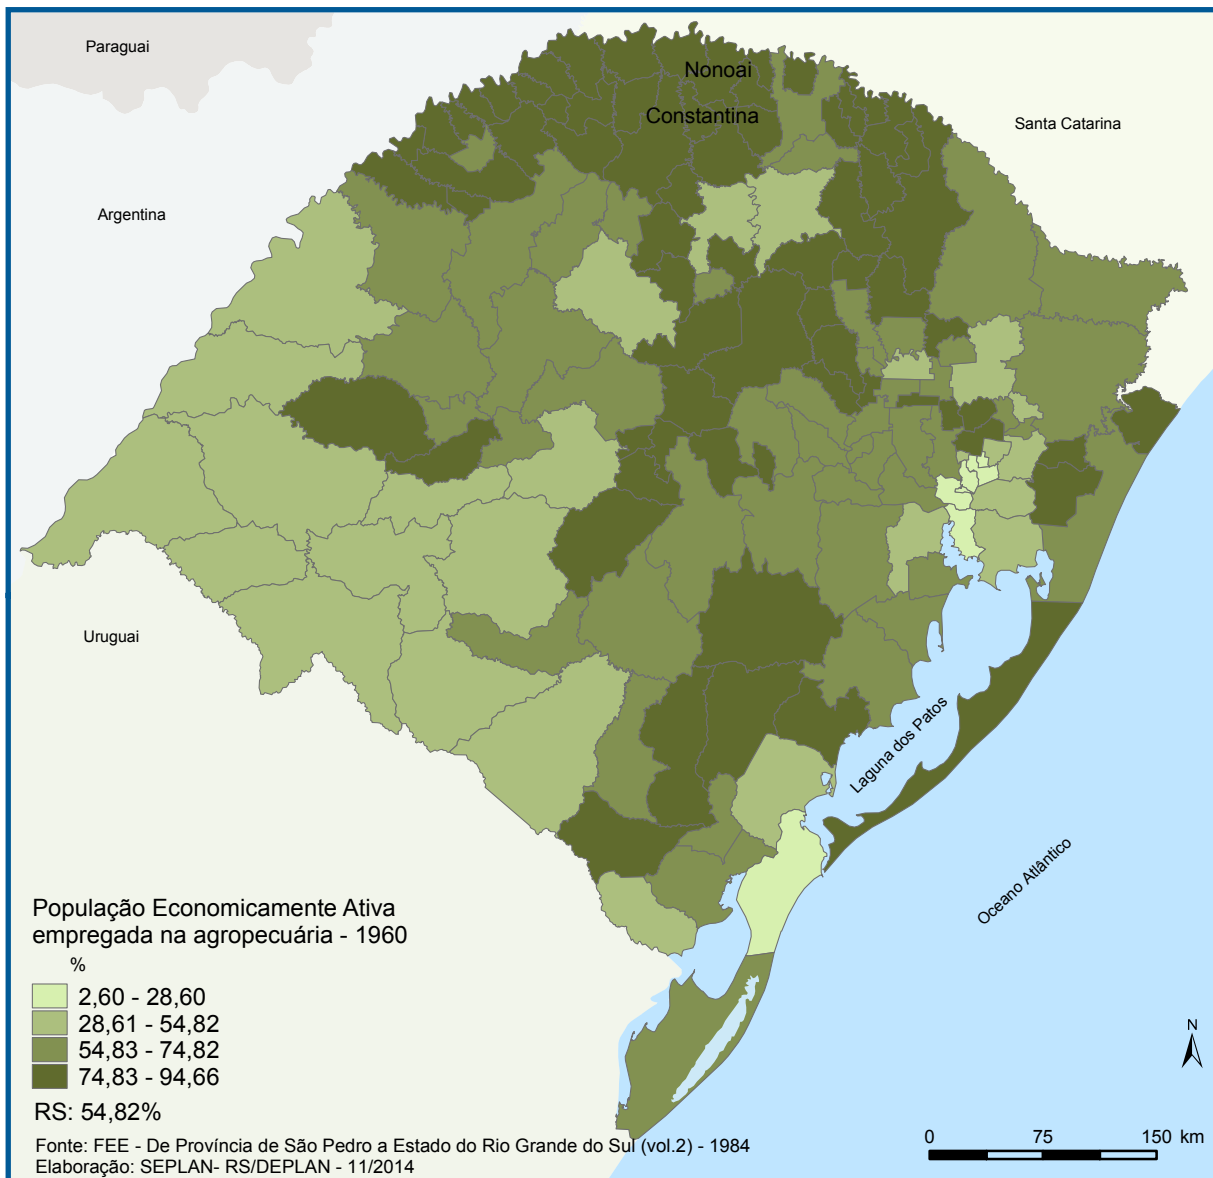 Paraguai
Nonoai
Constantina
Santa Catarina
Argentina
Uruguai
Laguna dos Patos
Oceano Atlântico
População Economicamente Ativa
empregada na agropecuária - 1960
%
2,60 - 28,60
28,61 - 54,82
54,83 - 74,82
74,83 - 94,66
RS: 54,82%
N
0 75 150 km
Fonte: FEE - De Província de São Pedro a Estado do Rio Grande do Sul (vol.2) - 1984
Elaboração: SEPLAN- RS/DEPLAN - 11/2014